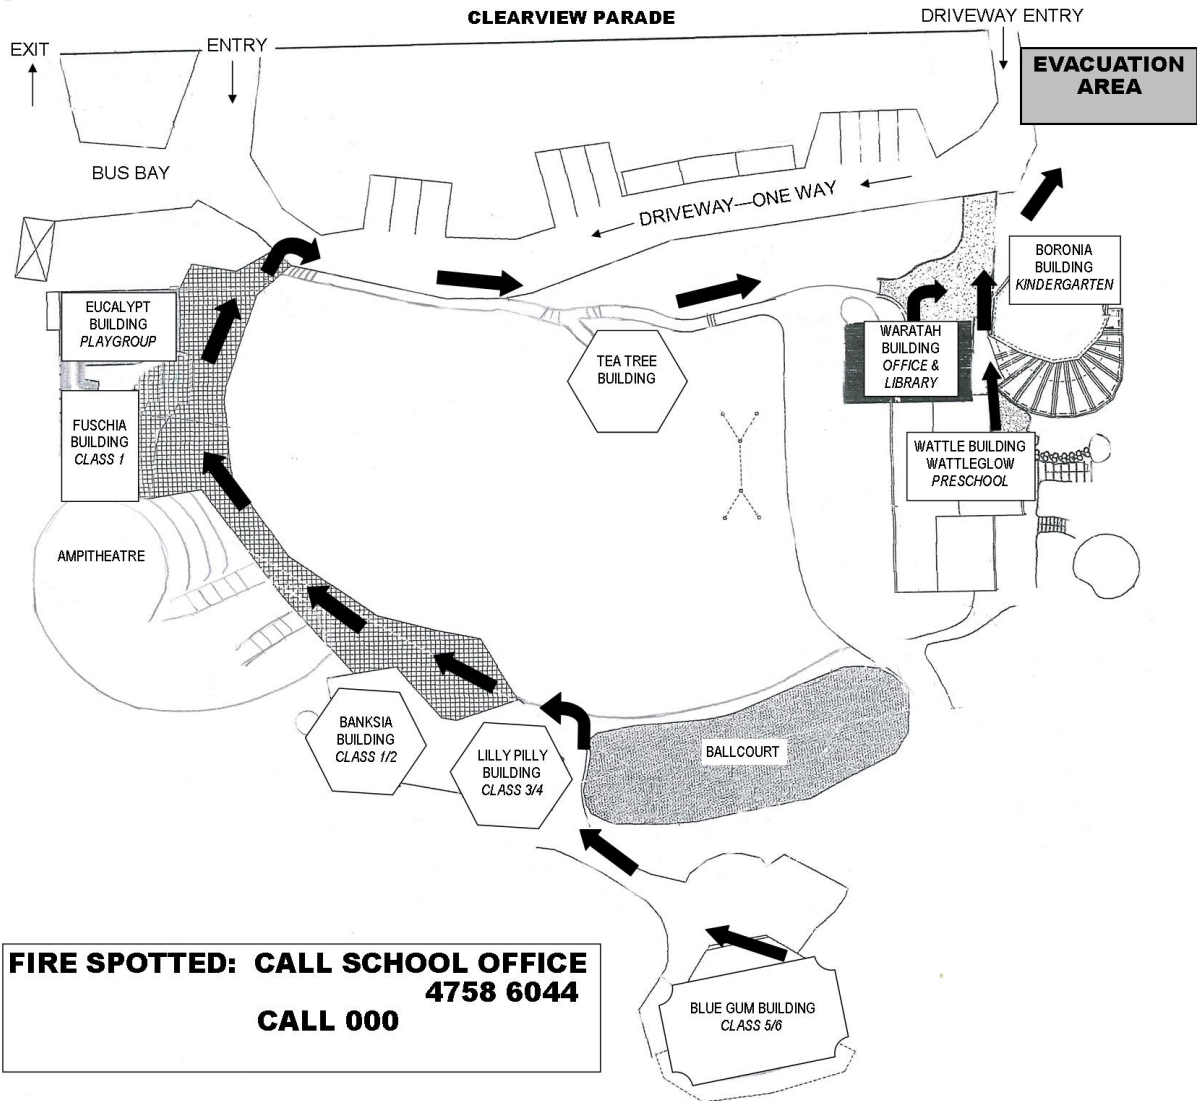 CLEARVIEW PARADE
DRIVEWAY ENTRY
EXIT
ENTRY
EVACUATION
AREA
BUS BAY
DRIVEWAY—ONE WAY
BORONIA
BUILDING
KINDERGARTEN
EUCALYPT
BUILDING
PLAYGROUP
WARATAH
BUILDING
OFFICE &
LIBRARY
TEA TREE
BUILDING
FUSCHIA
BUILDING
CLASS 1
WATTLE BUILDING
WATTLEGLOW
PRESCHOOL
AMPITHEATRE
BANKSIA
BUILDING
CLASS 1/2
LILLY PILLY
BUILDING
CLASS 3/4
BALLCOURT
FIRE SPOTTED: CALL SCHOOL OFFICE
4758 6044
CALL 000
BLUE GUM BUILDING
CLASS 5/6